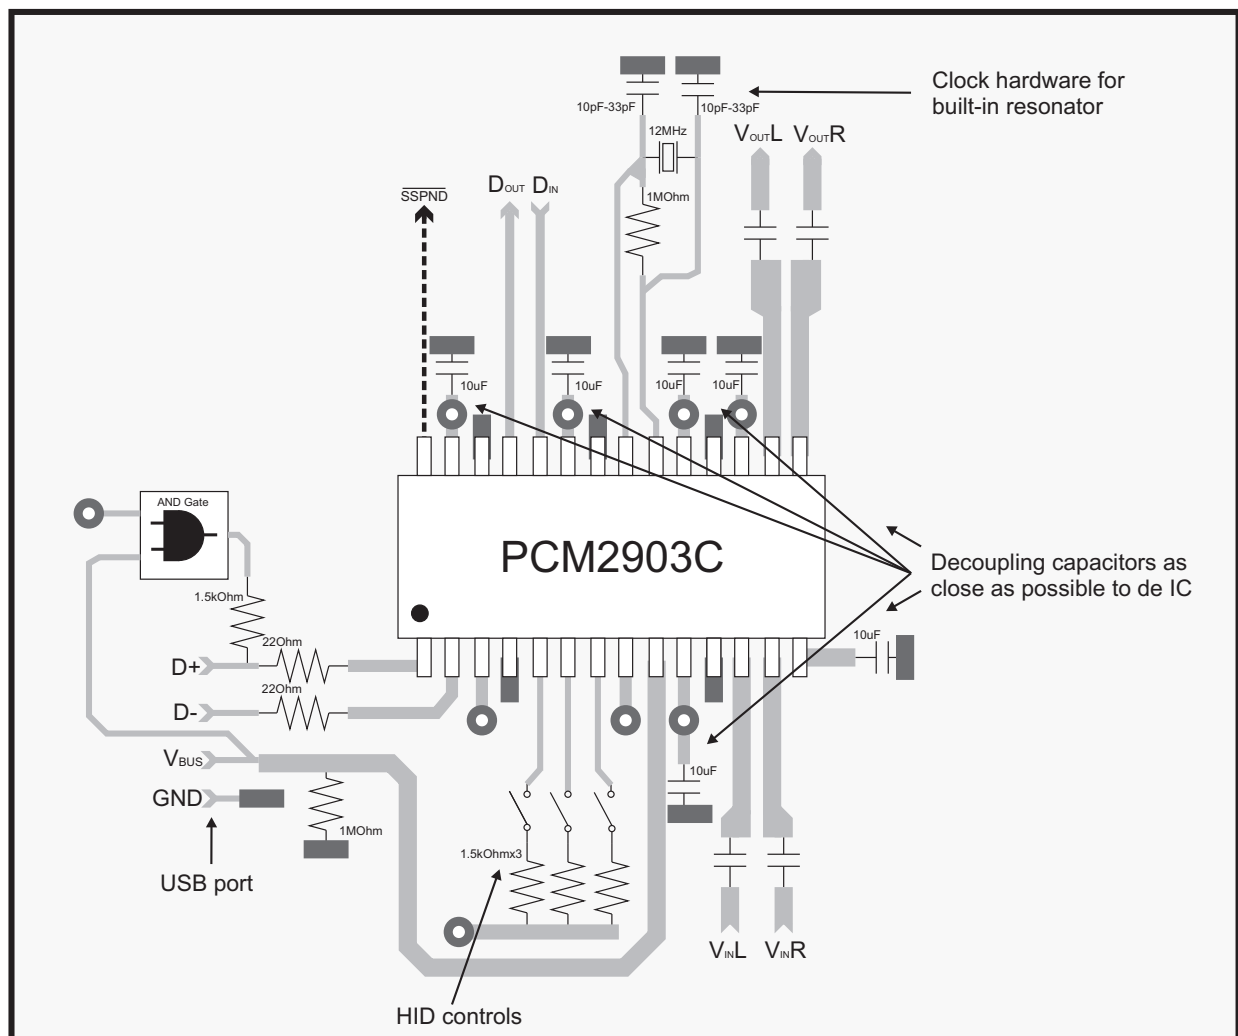 Clock hardware for
built-in resonator
10pF-33pF
10pF-33pF
12MHz
VOUTL
VOUTR
SSPND
DOUT
DIN
1MOhm
10uF
10uF
10uF
10uF
AND Gate
PCM2903C
Decoupling capacitors as
close as possible to de IC
1.5kOhm
22Ohm
D+
10uF
22Ohm
D-
VBUS
10uF
GND
1MOhm
1.5kOhmx3
USB port
VINL
VINR
HID controls